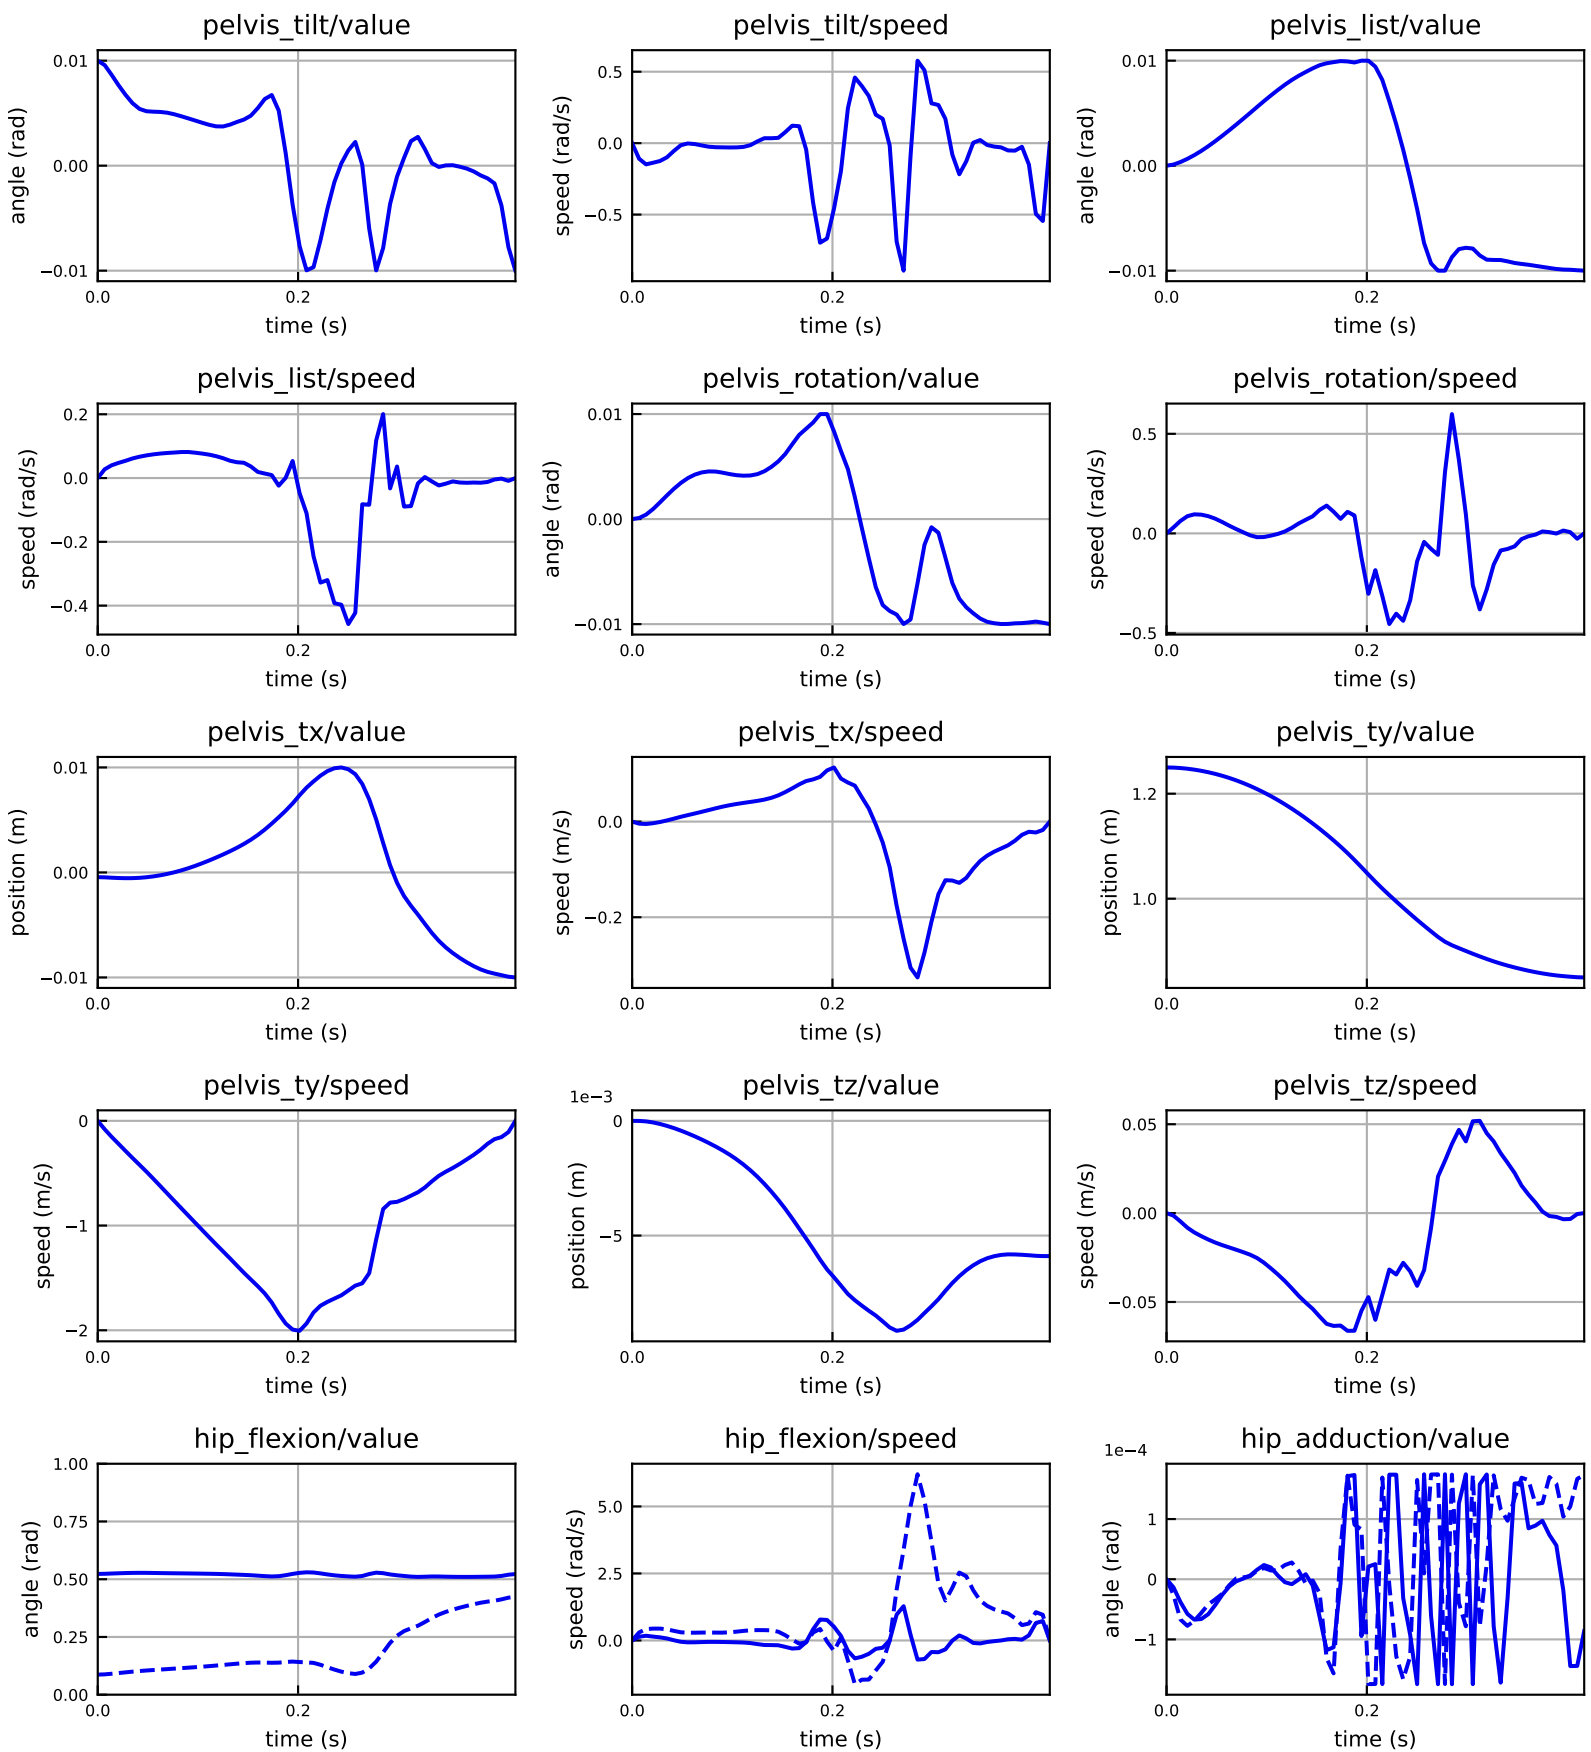 pelvis_tilt/value
angle (rad)
0.01
0.00
−0.01
0.0
0.2
time (s)
pelvis_tilt/speed
speed (rad/s)
0.5
0.0
−0.5
0.0
0.2
time (s)
pelvis_list/value
angle (rad)
0.01
0.00
−0.01
0.0
0.2
time (s)
pelvis_list/speed
speed (rad/s)
0.2
0.0
−0.2
−0.4
0.0
0.2
time (s)
pelvis_rotation/value
angle (rad)
0.01
0.00
−0.01
0.0
0.2
time (s)
pelvis_rotation/speed
speed (rad/s)
0.5
0.0
−0.5
0.0
0.2
time (s)
pelvis_tx/value
position (m)
0.01
0.00
−0.01
0.0
0.2
time (s)
pelvis_tx/speed
speed (m/s)
0.0
−0.2
0.0
0.2
time (s)
pelvis_ty/value
position (m)
1.2
1.0
0.0
0.2
time (s)
pelvis_ty/speed
speed (m/s)
0
−1
−2
0.0
0.2
time (s)
pelvis_tz/value
1e−3
position (m)
0
−5
0.0
0.2
time (s)
pelvis_tz/speed
speed (m/s)
0.05
0.00
−0.05
0.0
0.2
time (s)
hip_flexion/value
angle (rad)
1.00
0.75
0.50
0.25
0.00
0.0
0.2
time (s)
hip_flexion/speed
speed (rad/s)
5.0
2.5
0.0
0.0
0.2
time (s)
hip_adduction/value
1e−4
angle (rad)
1
0
−1
0.0
0.2
time (s)